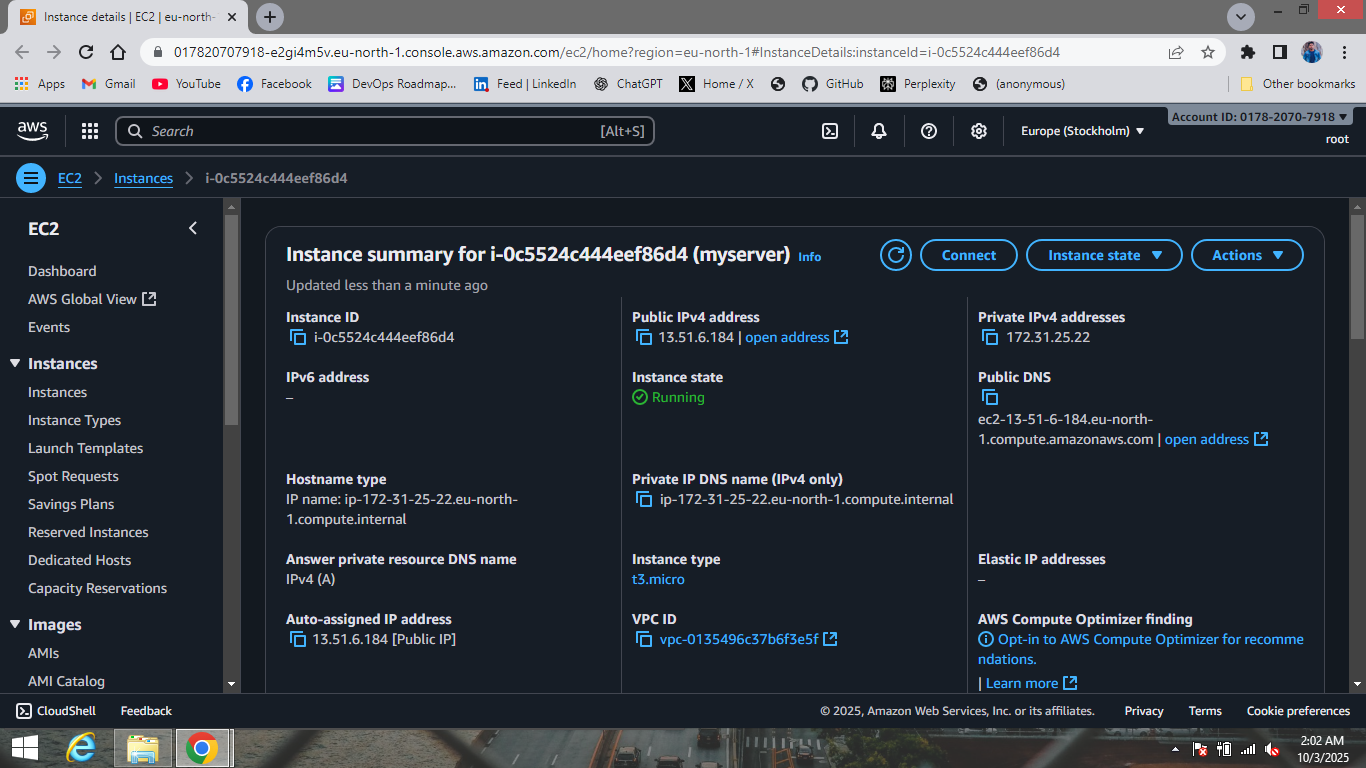 Instance details | EC2 | eu-north-
017820707918-e2gi4m5v.eu-north-1.console.aws.amazon.com/ec2/home?region=eu-north-1#InstanceDetails:instanceId=i-0c5524c444eef86d4
Apps Gmail YouTube Facebook DevOps Roadmap... Feed | LinkedIn ChatGPT Home / X GitHub Perplexity (anonymous) Other bookmarks
aws Search [Alt+S] Europe (Stockholm) Account ID: 0178-2070-7918
root
EC2 Instances i-0c5524c444eef86d4
EC2
Dashboard
AWS Global View
Events
Instances
Instances
Instance Types
Launch Templates
Spot Requests
Savings Plans
Reserved Instances
Dedicated Hosts
Capacity Reservations
Images
AMIs
AMI Catalog
Instance summary for i-0c5524c444eef86d4 (myserver) Info
Connect Instance state Actions
Updated less than a minute ago
Instance ID
i-0c5524c444eef86d4
Public IPv4 address
13.51.6.184 | open address
Private IPv4 addresses
172.31.25.22
IPv6 address
–
Instance state
Running
Public DNS
ec2-13-51-6-184.eu-north-
1.compute.amazonaws.com | open address
Hostname type
IP name: ip-172-31-25-22.eu-north-
1.compute.internal
Private IP DNS name (IPv4 only)
ip-172-31-25-22.eu-north-1.compute.internal
Answer private resource DNS name
IPv4 (A)
Instance type
t3.micro
Elastic IP addresses
–
Auto-assigned IP address
13.51.6.184 [Public IP]
VPC ID
vpc-0135496c37b6f3e5f
AWS Compute Optimizer finding
Opt-in to AWS Compute Optimizer for recomme
ndations.
| Learn more
CloudShell Feedback © 2025, Amazon Web Services, Inc. or its affiliates. Privacy Terms Cookie preferences
2:02 AM
10/3/2025